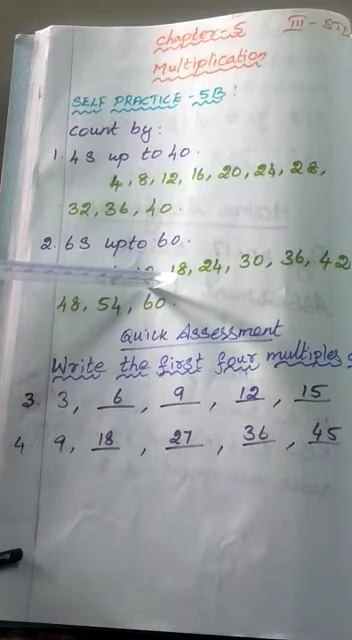 III - STD
Chapter-5
Multiplication
SELF PRACTICE - 5B:
Count by:
1. 4S up to 40.
4, 8, 12, 16, 20, 24, 28,
32, 36, 40.
2. 6S upto 60.
18, 24, 30, 36, 42
48, 54, 60.
Quick Assessment
Write the first four multiples
3. 3, 6, 9, 12, 15
4 9, 18, 27, 36, 45